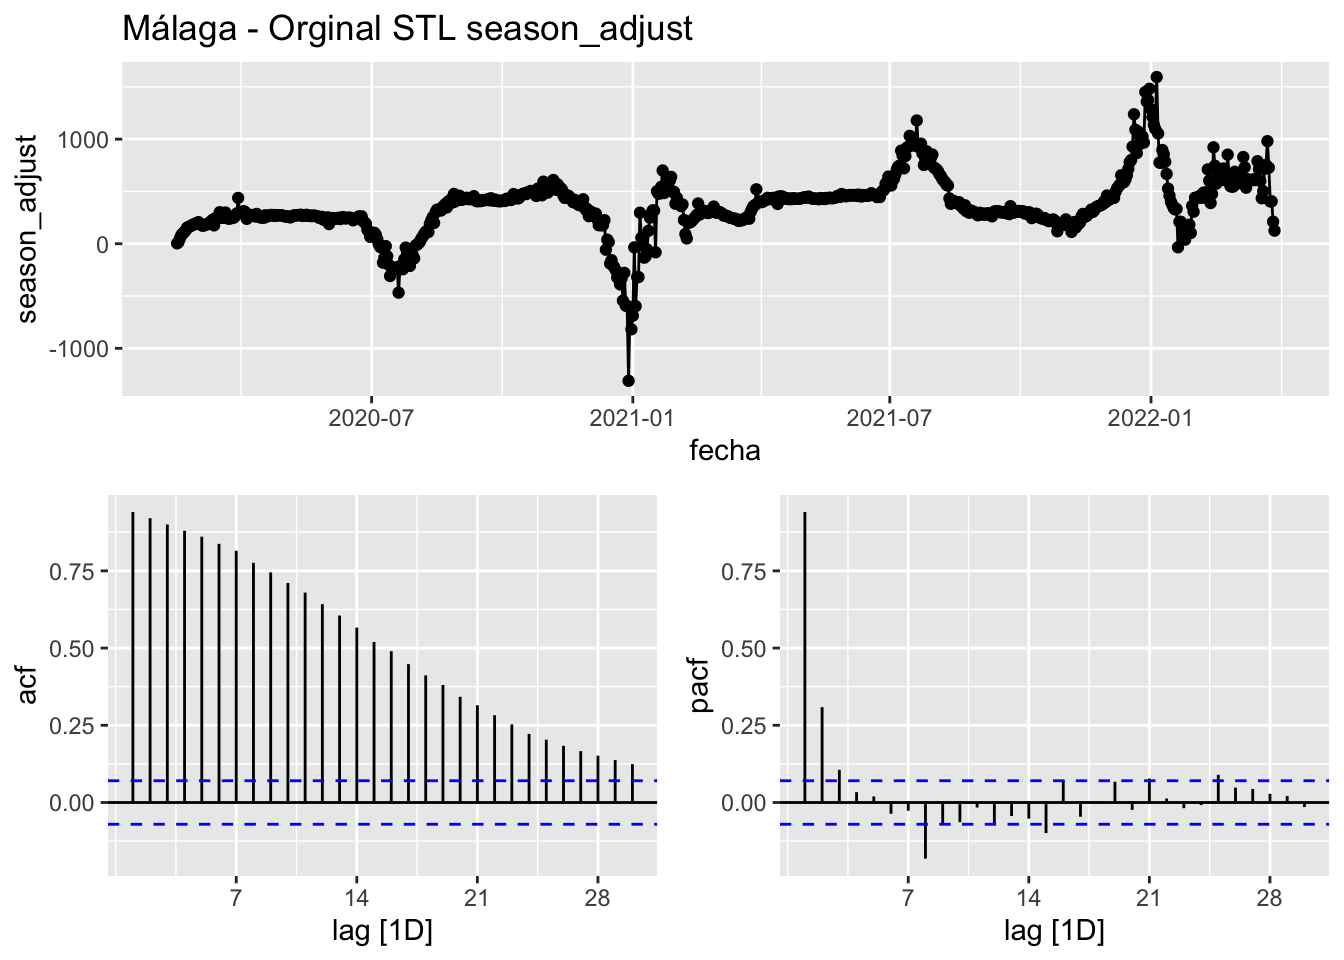 Málaga - Orginal STL season_adjust
season_adjust
1000
0
-1000
2020-07 2021-01 2021-07 2022-01
fecha
acf
0.75
0.50
0.25
0.00
7 14 21 28
lag [1D]
pacf
0.75
0.50
0.25
0.00
7 14 21 28
lag [1D]